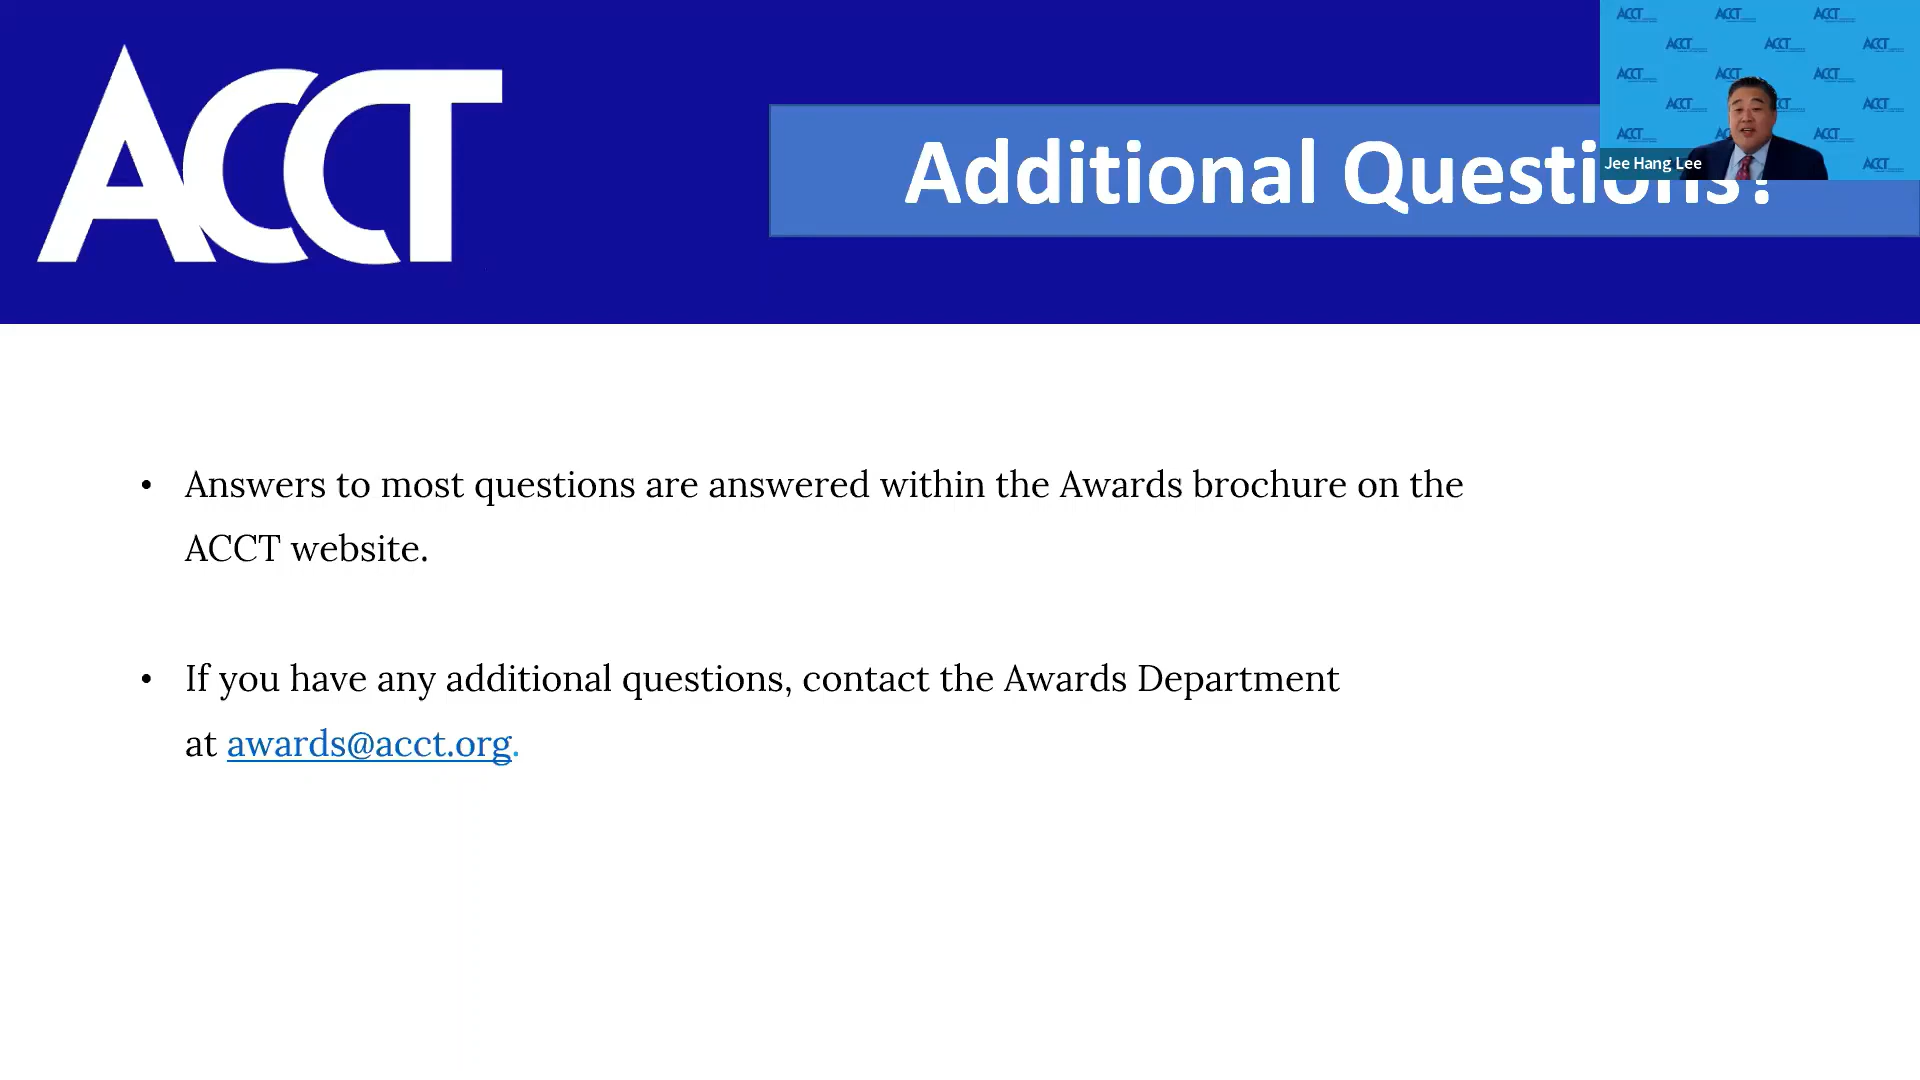 ACCT
Additional Questions?
Jee Hang Lee
• Answers to most questions are answered within the Awards brochure on the
ACCT website.
• If you have any additional questions, contact the Awards Department
at awards@acct.org.